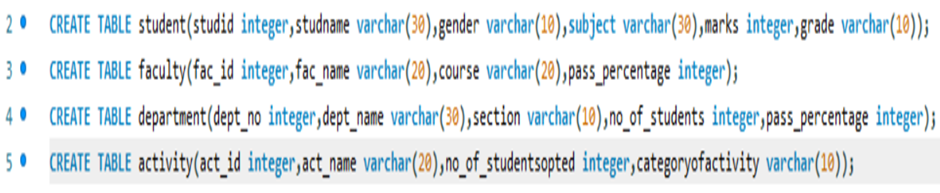 2 CREATE TABLE student(studid integer,studname varchar(30),gender varchar(10),subject varchar(30),marks integer,grade varchar(10));
3 CREATE TABLE faculty(fac_id integer,fac_name varchar(20),course varchar(20),pass_percentage integer);
4 CREATE TABLE department(dept_no integer,dept_name varchar(30),section varchar(10),no_of_students integer,pass_percentage integer);
5 CREATE TABLE activity(act_id integer,act_name varchar(20),no_of_studentsopted integer,categoryofactivity varchar(10));